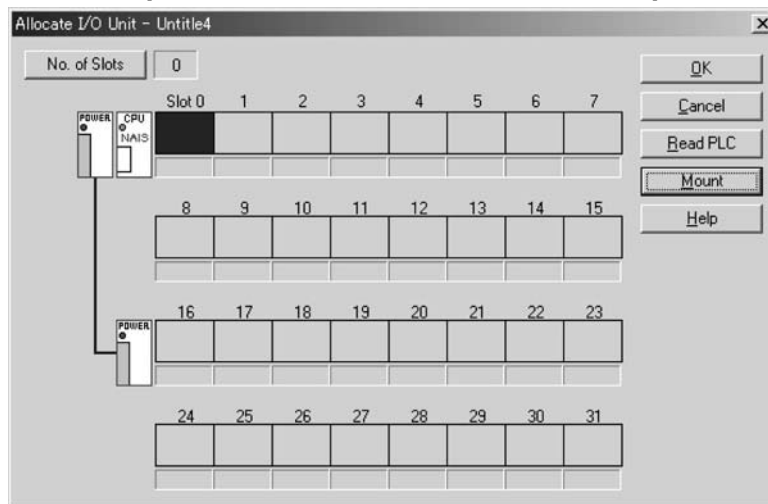 Allocate I/O Unit - Untitle4
No. of Slots 0
OK
Cancel
Read PLC
Mount
Help
POWER CPU Slot 0 1 2 3 4 5 6 7
NAIS
8 9 10 11 12 13 14 15
16 17 18 19 20 21 22 23
POWER
24 25 26 27 28 29 30 31